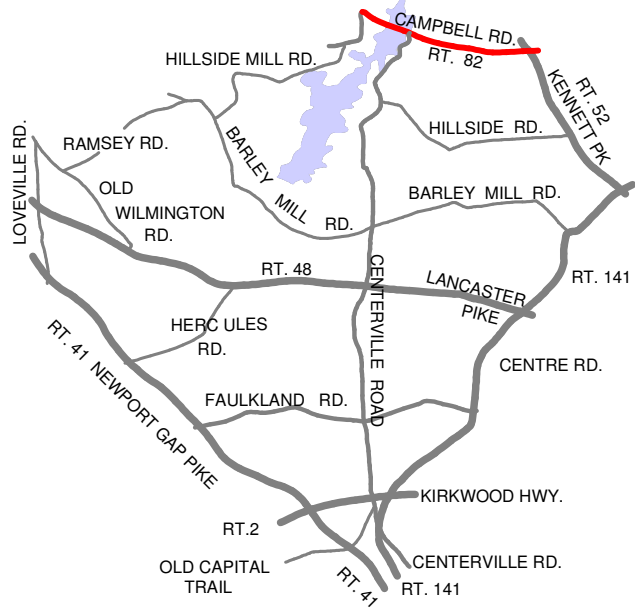 CAMPBELL RD.
RT. 82
HILLSIDE MILL RD.
RT. 52
KENNETT PK
LOVEVILLE RD.
RAMSEY RD.
BARLEY MILL RD.
HILLSIDE RD.
OLD
WILMINGTON
RD.
BARLEY MILL RD.
RT. 48
CENTERVILLE ROAD
LANCASTER
PIKE
RT. 141
HERC ULES
RD.
RT. 41 NEWPORT GAP PIKE
CENTRE RD.
FAULKLAND RD.
KIRKWOOD HWY.
RT.2
OLD CAPITAL
TRAIL
RT. 41
CENTERVILLE RD.
RT. 141